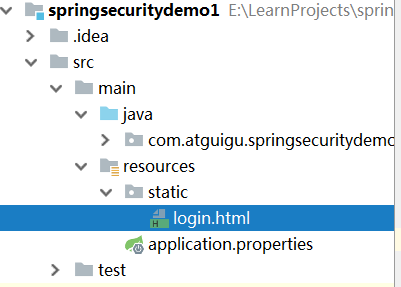 springsecuritydemo1 E:\LearnProjects\sprin
.idea
src
main
java
com.atguigu.springsecuritydemo
resources
static
login.html
application.properties
test